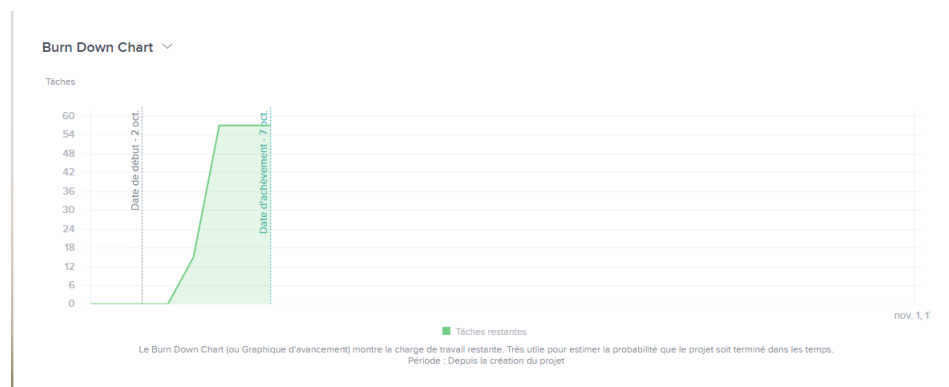 Burn Down Chart
Tâches
60
54
48
42
36
30
24
18
12
6
0
Date de début - 2 oct.
Date d'achèvement - 7 oct.
nov. 1, 1
Tâches restantes
Le Burn Down Chart (ou Graphique d'avancement) montre la charge de travail restante. Très utile pour estimer la probabilité que le projet soit terminé dans les temps.
Période : Depuis la création du projet